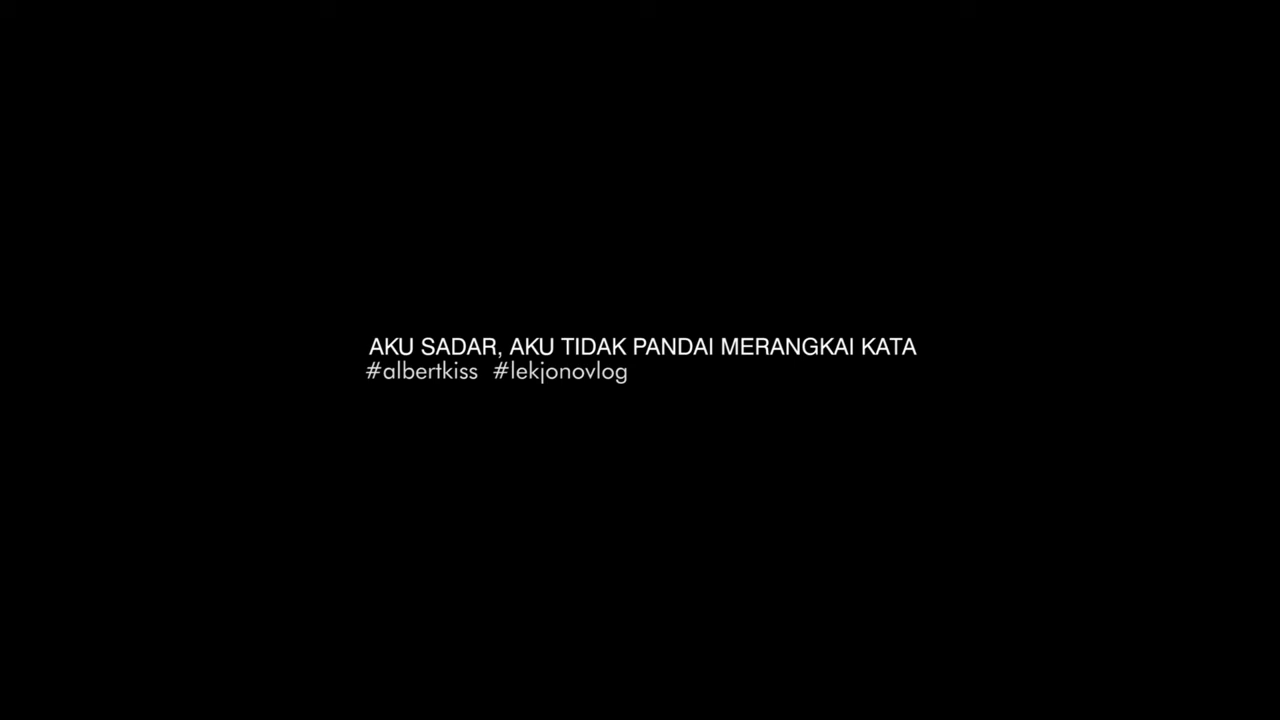 AKU SADAR, AKU TIDAK PANDAI MERANGKAI KATA
#albertkiss #lekjonovlog